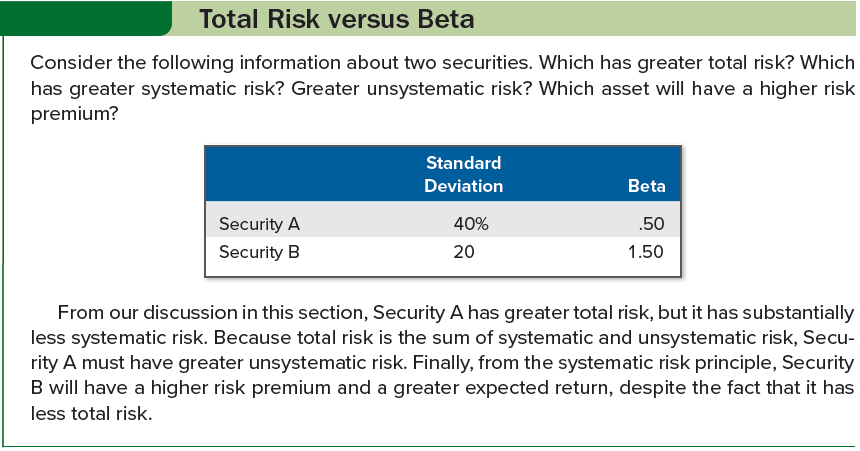 Total Risk versus Beta
Consider the following information about two securities. Which has greater total risk? Which
has greater systematic risk? Greater unsystematic risk? Which asset will have a higher risk
premium?
Standard
Deviation Beta
Security A 40% .50
Security B 20 1.50
From our discussion in this section, Security A has greater total risk, but it has substantially
less systematic risk. Because total risk is the sum of systematic and unsystematic risk, Secu-
rity A must have greater unsystematic risk. Finally, from the systematic risk principle, Security
B will have a higher risk premium and a greater expected return, despite the fact that it has
less total risk.